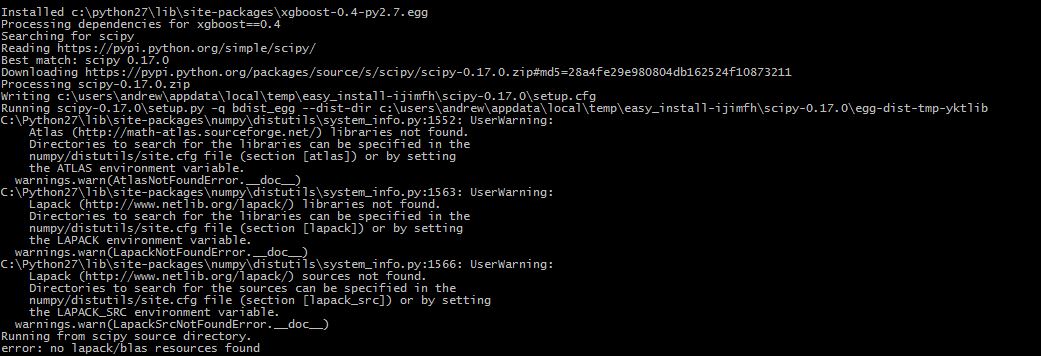 Installed c:\python27\lib\site-packages\xgboost-0.4-py2.7.egg
Processing dependencies for xgboost==0.4
Searching for scipy
Reading https://pypi.python.org/simple/scipy/
Best match: scipy 0.17.0
Downloading https://pypi.python.org/packages/source/s/scipy/scipy-0.17.0.zip#md5=28a4fe29e980804db162524f10873211
Processing scipy-0.17.0.zip
Writing c:\users\andrew\appdata\local\temp\easy_install-ijimfh\scipy-0.17.0\setup.cfg
Running scipy-0.17.0\setup.py -q bdist_egg --dist-dir c:\users\andrew\appdata\local\temp\easy_install-ijimfh\scipy-0.17.0\egg-dist-tmp-yktlib
C:\Python27\lib\site-packages\numpy\distutils\system_info.py:1552: UserWarning:
    Atlas (http://math-atlas.sourceforge.net/) libraries not found.
    Directories to search for the libraries can be specified in the
    numpy/distutils/site.cfg file (section [atlas]) or by setting
    the ATLAS environment variable.
  warnings.warn(AtlasNotFoundError.__doc__)
C:\Python27\lib\site-packages\numpy\distutils\system_info.py:1563: UserWarning:
    Lapack (http://www.netlib.org/lapack/) libraries not found.
    Directories to search for the libraries can be specified in the
    numpy/distutils/site.cfg file (section [lapack]) or by setting
    the LAPACK environment variable.
  warnings.warn(LapackNotFoundError.__doc__)
C:\Python27\lib\site-packages\numpy\distutils\system_info.py:1566: UserWarning:
    Lapack (http://www.netlib.org/lapack/) sources not found.
    Directories to search for the sources can be specified in the
    numpy/distutils/site.cfg file (section [lapack_src]) or by setting
    the LAPACK_SRC environment variable.
  warnings.warn(LapackSrcNotFoundError.__doc__)
Running from scipy source directory.
error: no lapack/blas resources found